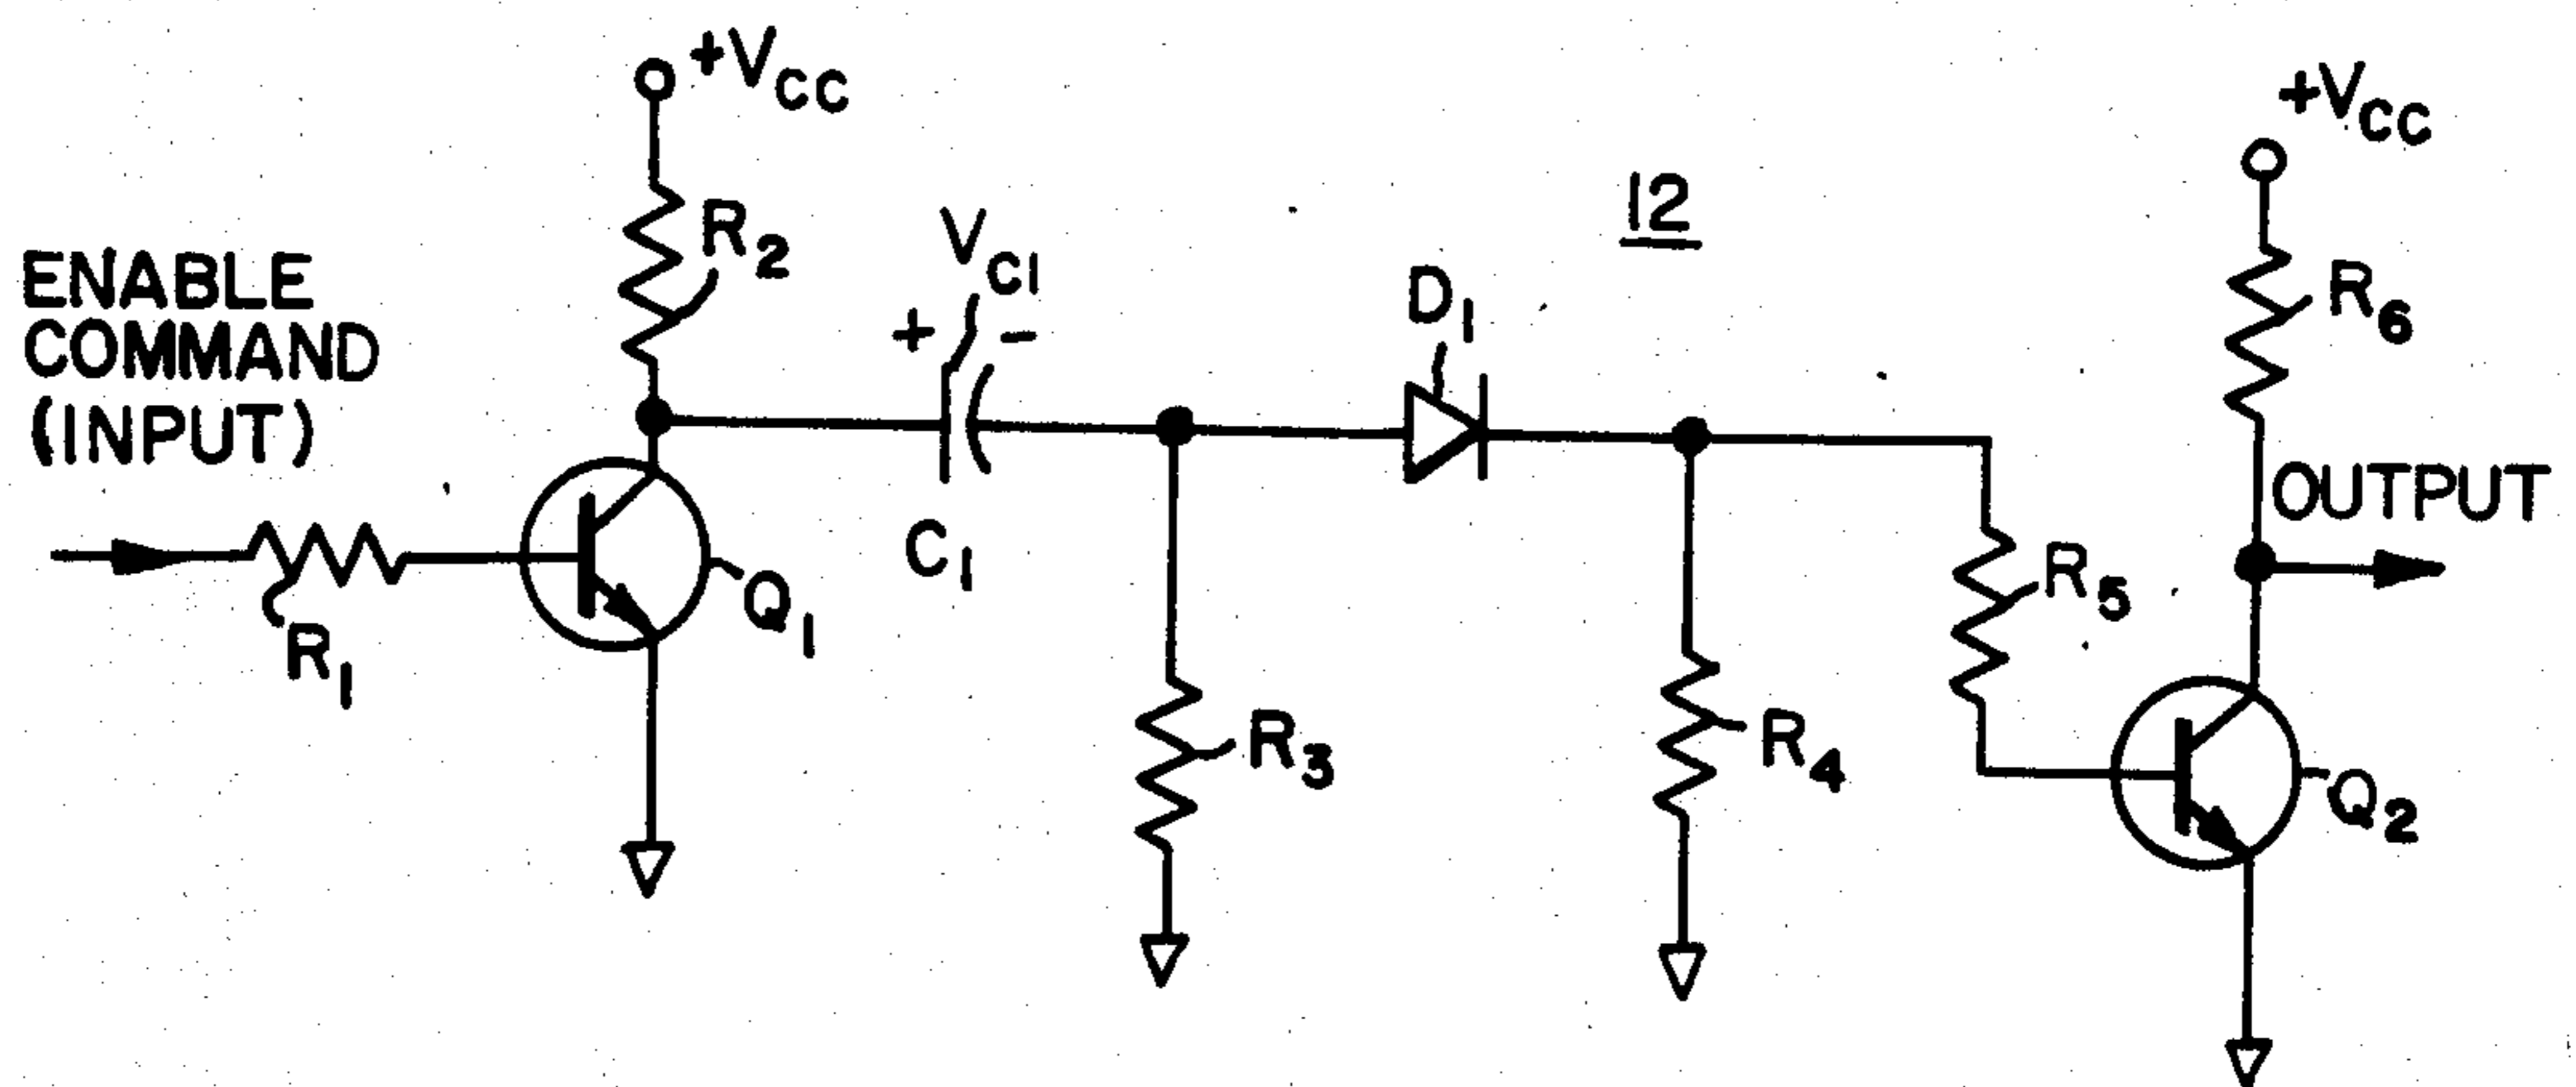 +VCC
+VCC
12
R2
VC1
+ -
D1
R6
ENABLE
COMMAND
(INPUT)
OUTPUT
C1
R5
Q1
R1
R3
R4
Q2